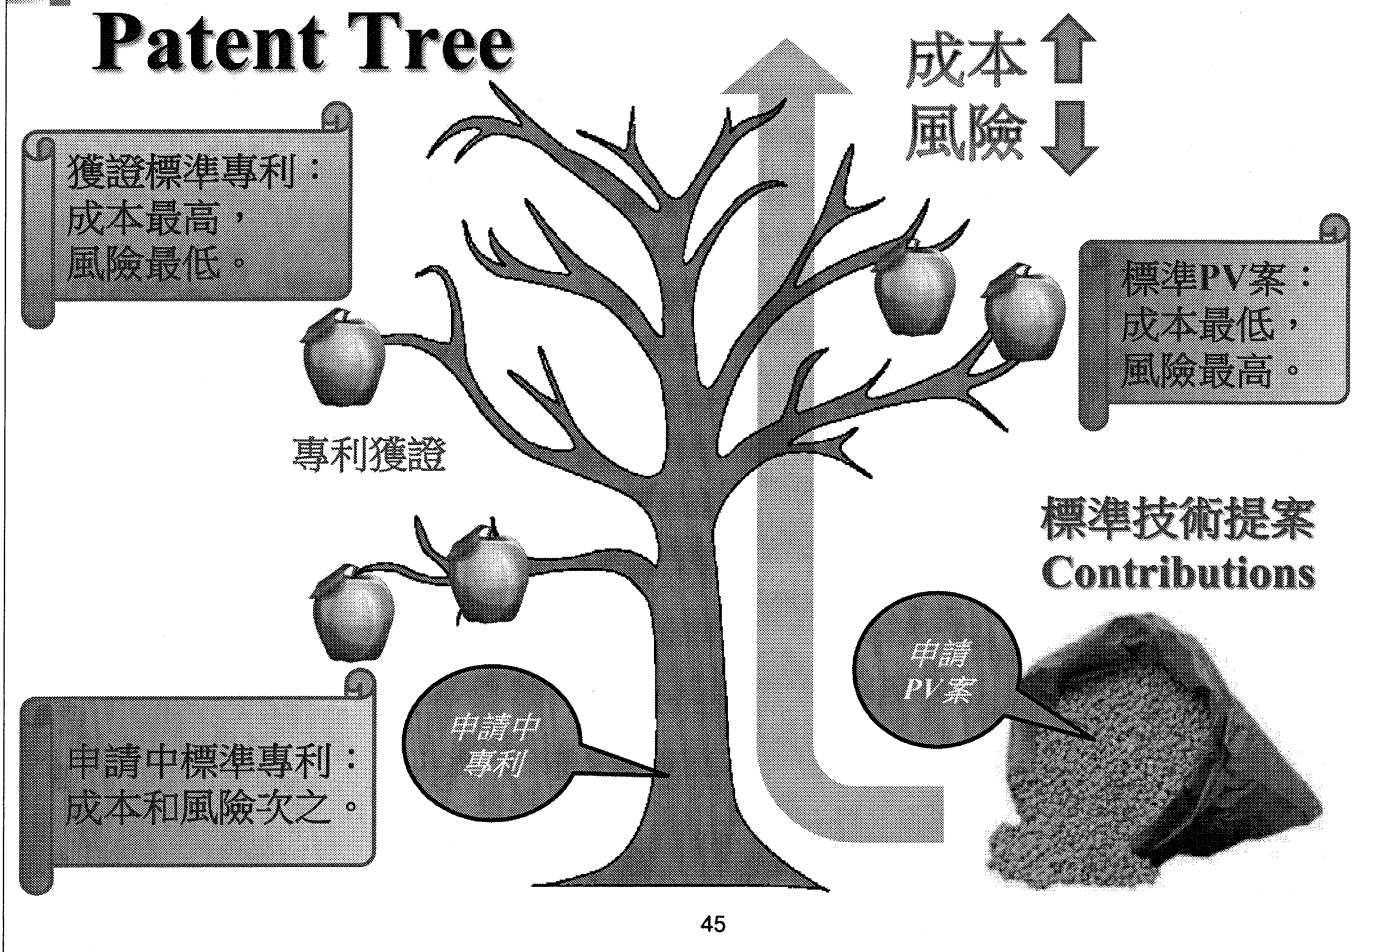 Patent Tree
成本
風險
獲證標準專利：
成本最高，
風險最低。
標準PV案：
成本最低，
風險最高。
專利獲證
標準技術提案
Contributions
申請
PV案
申請中
專利
申請中標準專利：
成本和風險次之。
45